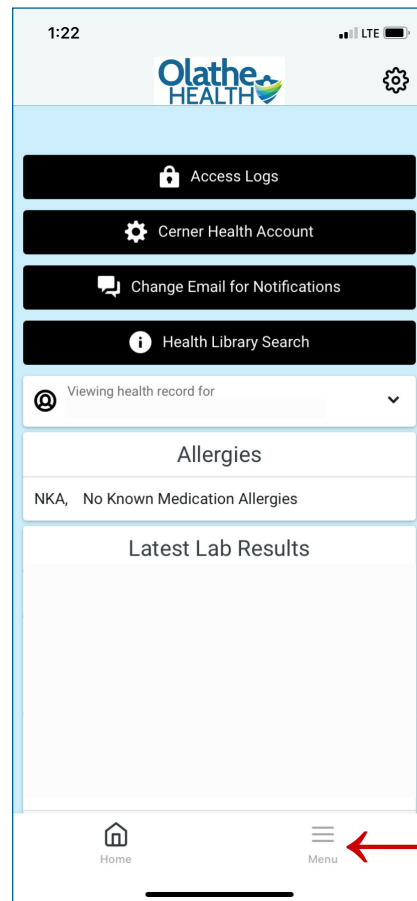 1:22
LTE
Olathe
HEALTH
Access Logs
Cerner Health Account
Change Email for Notifications
Health Library Search
Viewing health record for
Allergies
NKA, No Known Medication Allergies
Latest Lab Results
Home
Menu